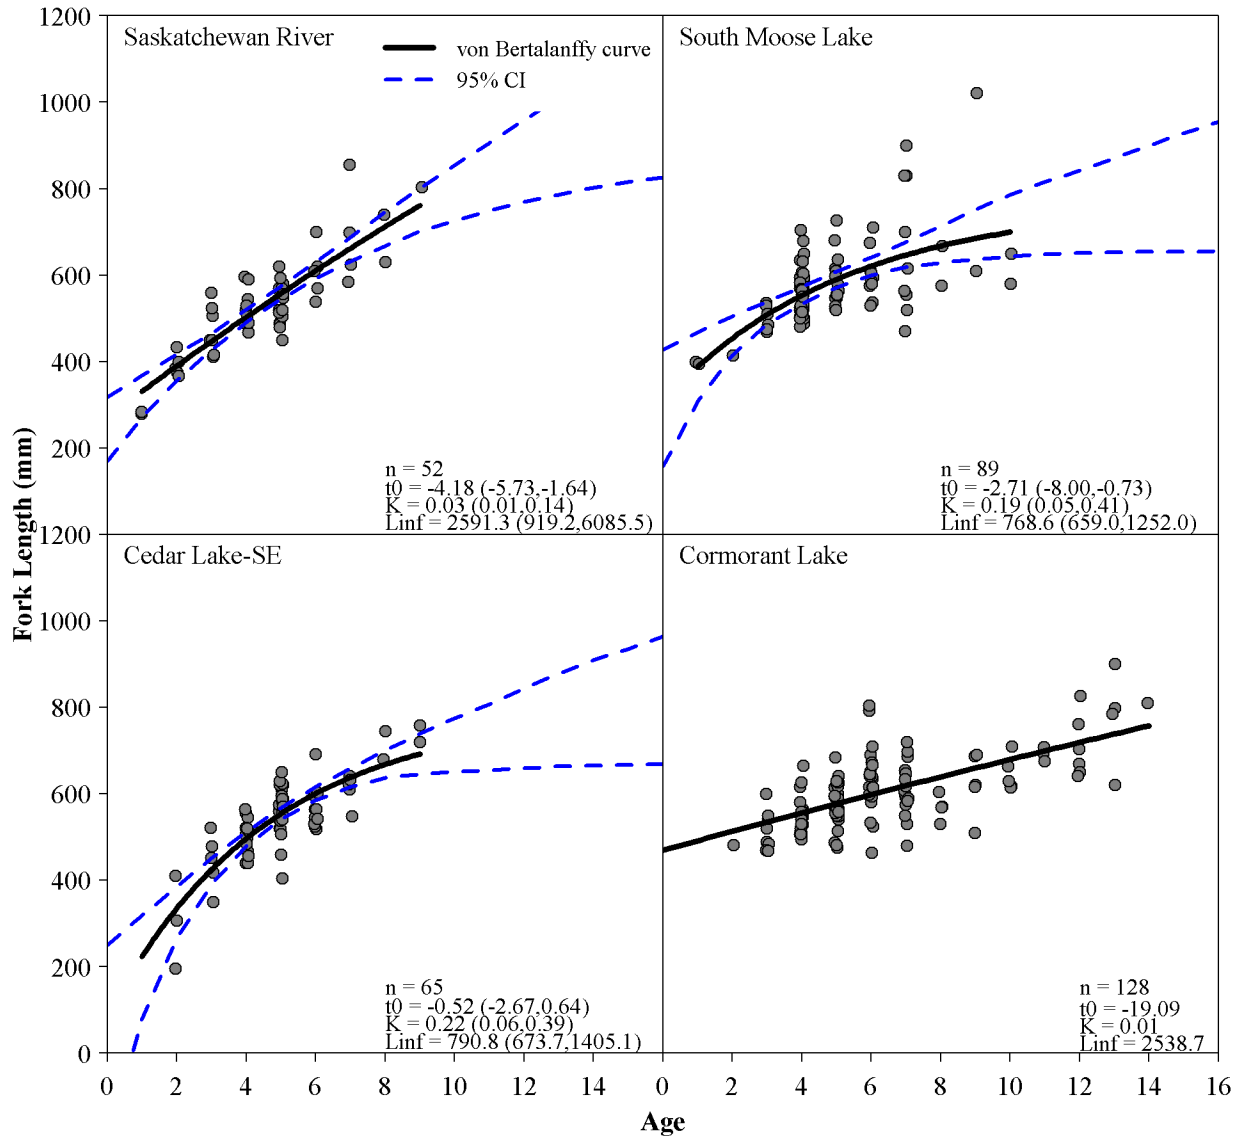 1200
Saskatchewan River
von Bertalanffy curve
95% CI
South Moose Lake
1000
800
600
400
200
n = 52
t0 = -4.18 (-5.73,-1.64)
K = 0.03 (0.01,0.14)
Linf = 2591.3 (919.2,6085.5)
n = 89
t0 = -2.71 (-8.00,-0.73)
K = 0.19 (0.05,0.41)
Linf = 768.6 (659.0,1252.0)
Fork Length (mm)
1200
Cedar Lake-SE
Cormorant Lake
1000
800
600
400
200
0
n = 65
t0 = -0.52 (-2.67,0.64)
K = 0.22 (0.06,0.39)
Linf = 790.8 (673.7,1405.1)
n = 128
t0 = -19.09
K = 0.01
Linf = 2538.7
0 2 4 6 8 10 12 14 0 2 4 6 8 10 12 14 16
Age